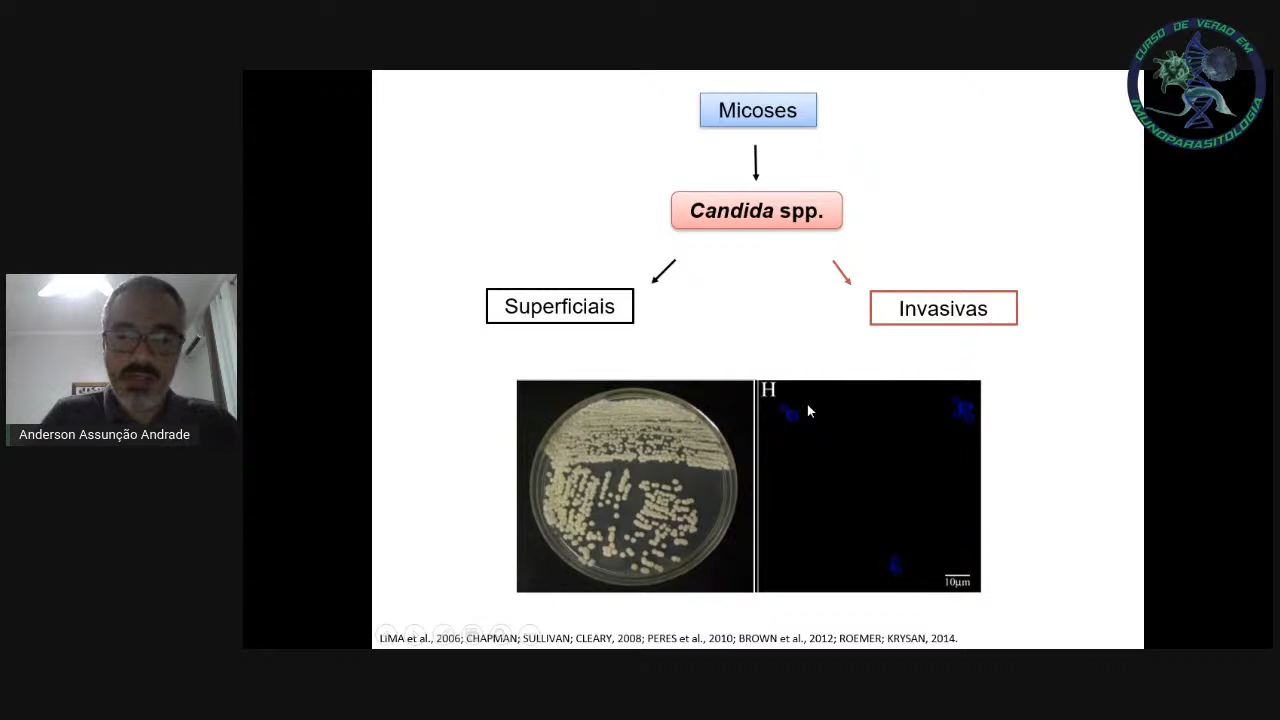 CURSO DE VERÃO EM
IMUNOPARASITOLOGIA
Micoses
Candida spp.
Superficiais
Invasivas
H
10µm
Anderson Assunção Andrade
LIMA et al., 2006; CHAPMAN; SULLIVAN; CLEARY, 2008; PERES et al., 2010; BROWN et al., 2012; ROEMER; KRYSAN, 2014.